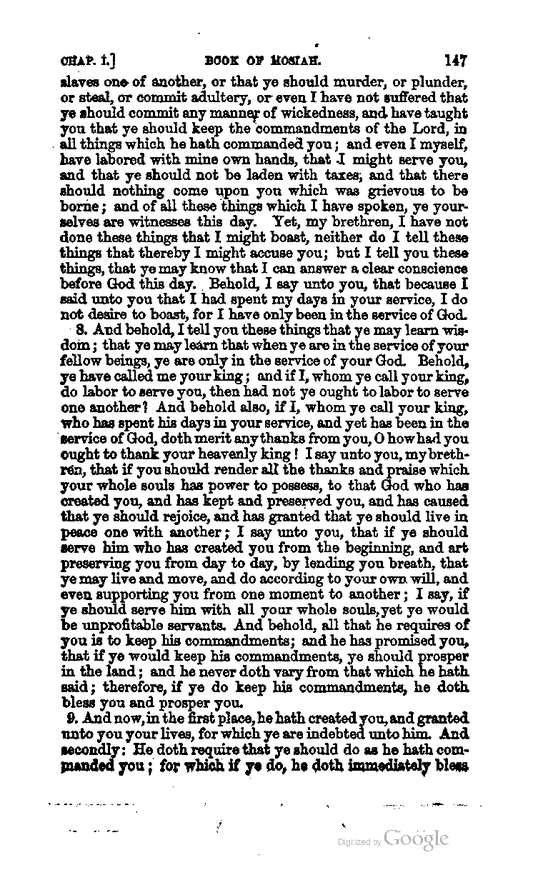 CHAP. 1.] BOOK OF MOSIAH. 147
slaves one of another, or that ye should murder, or plunder,
or steal, or commit adultery, or even I have not suffered that
ye should commit any manner of wickedness, and have taught
you that ye should keep the commandments of the Lord, in
all things which he hath commanded you; and even I myself,
have labored with mine own hands, that I might serve you,
and that ye should not be laden with taxes, and that there
should nothing come upon you which was grievous to be
borne; and of all these things which I have spoken, ye your-
selves are witnesses this day. Yet, my brethren, I have not
done these things that I might boast, neither do I tell these
things that thereby I might accuse you; but I tell you these
things, that ye may know that I can answer a clear conscience
before God this day. Behold, I say unto you, that because I
said unto you that I had spent my days in your service, I do
not desire to boast, for I have only been in the service of God.
8. And behold, I tell you these things that ye may learn wis-
dom; that ye may learn that when ye are in the service of your
fellow beings, ye are only in the service of your God. Behold,
ye have called me your king; and if I, whom ye call your king,
do labor to serve you, then had not ye ought to labor to serve
one another? And behold also, if I, whom ye call your king,
who has spent his days in your service, and yet has been in the
service of God, doth merit any thanks from you, O how had you
ought to thank your heavenly king! I say unto you, my breth-
ren, that if you should render all the thanks and praise which
your whole souls has power to possess, to that God who has
created you, and has kept and preserved you, and has caused
that ye should rejoice, and has granted that ye should live in
peace one with another; I say unto you, that if ye should
serve him who has created you from the beginning, and art
preserving you from day to day, by lending you breath, that
ye may live and move, and do according to your own will, and
even supporting you from one moment to another; I say, if
ye should serve him with all your whole souls, yet ye would
be unprofitable servants. And behold, all that he requires of
you is to keep his commandments; and he has promised you,
that if ye would keep his commandments, ye should prosper
in the land; and he never doth vary from that which he hath
said; therefore, if ye do keep his commandments, he doth
bless you and prosper you.
9. And now, in the first place, he hath created you, and granted
unto you your lives, for which ye are indebted unto him. And
secondly: He doth require that ye should do as he hath com-
manded you; for which if ye do, he doth immediately bless
Digitized by Google